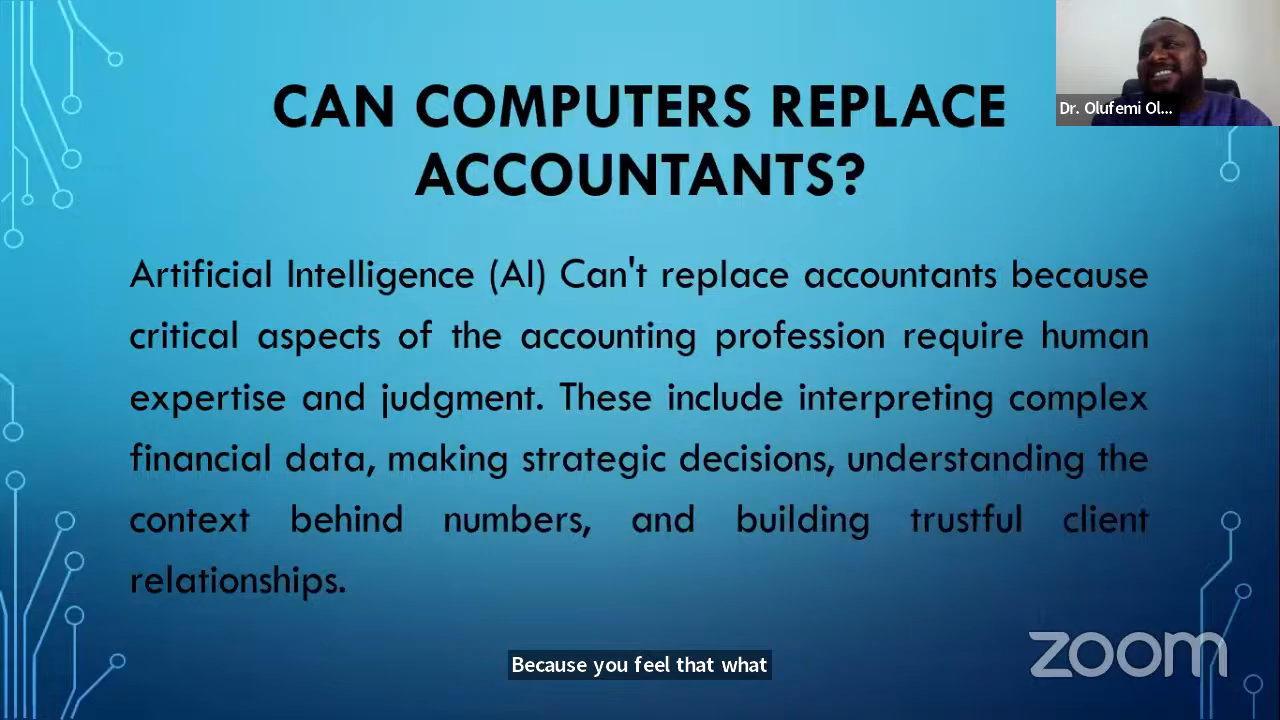 CAN COMPUTERS REPLACE
ACCOUNTANTS?
Dr. Olufemi Ol...
Artificial Intelligence (AI) Can't replace accountants because
critical aspects of the accounting profession require human
expertise and judgment. These include interpreting complex
financial data, making strategic decisions, understanding the
context behind numbers, and building trustful client
relationships.
Because you feel that what
zoom